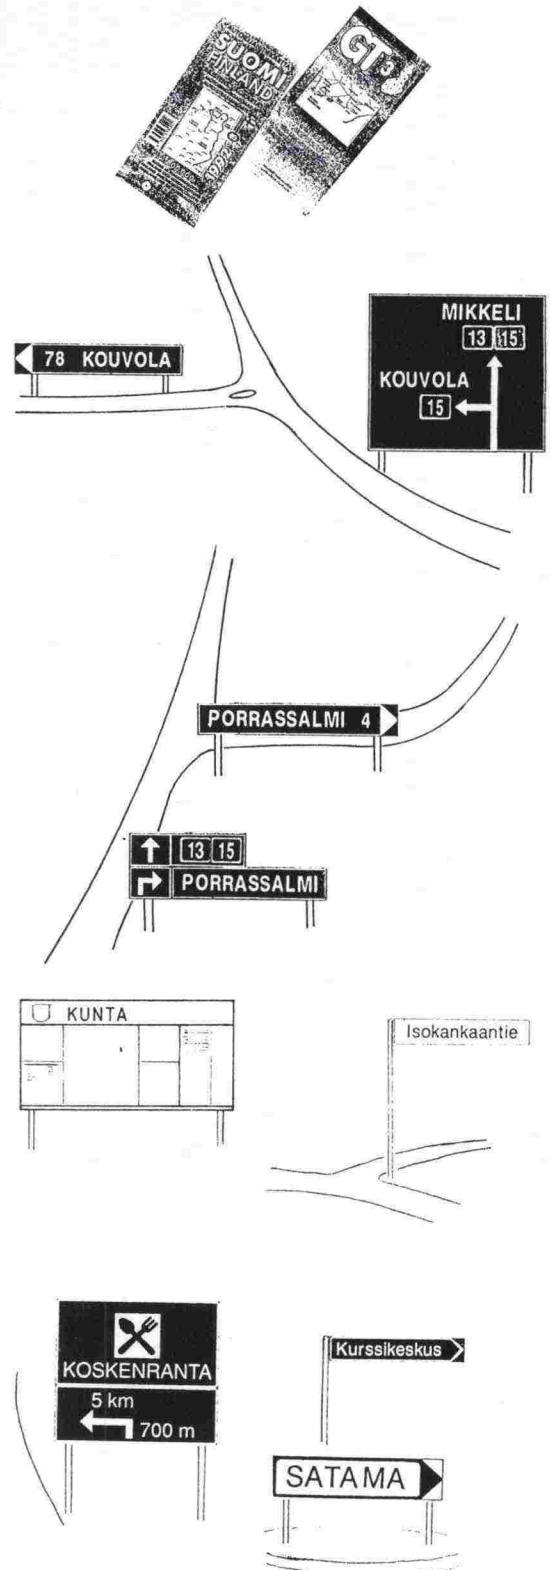 SUOMI
FINLAND
GT3
MIKKELI
13 15
78 KOUVOLA
KOUVOLA
15
PORRASSALMI 4
13 15
PORRASSALMI
KUNTA
Isokankaantie
KOSKENRANTA
5 km
700 m
Kurssikeskus
SATAMA